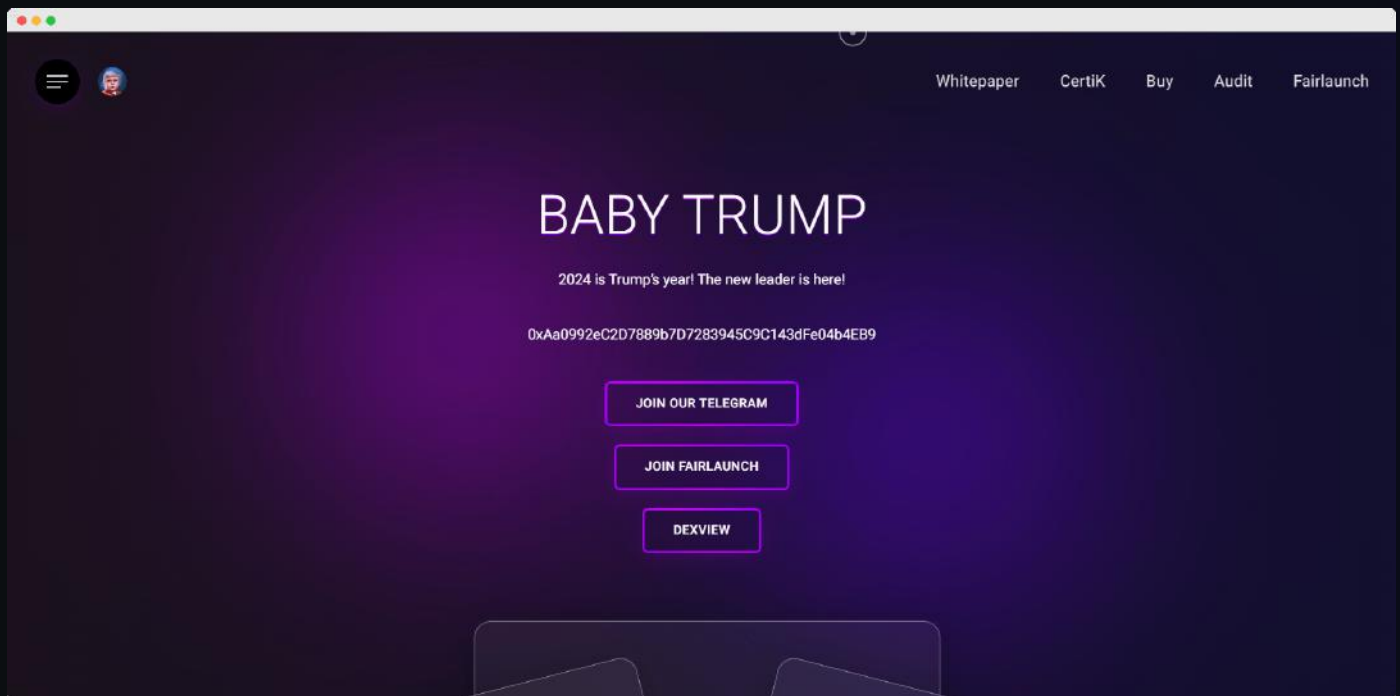 Whitepaper CertiK Buy Audit Fairlaunch
BABY TRUMP
2024 is Trump's year! The new leader is here!
0xAa0992eC2D7889b7D7283945C9C143dFe04b4EB9
JOIN OUR TELEGRAM
JOIN FAIRLAUNCH
DEXVIEW